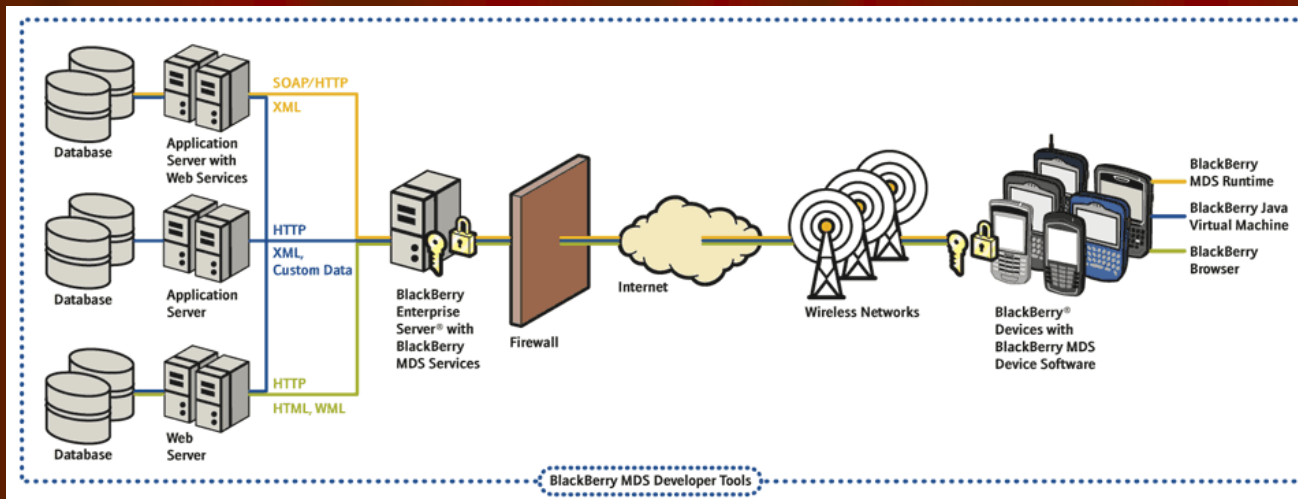 SOAP/HTTP
XML
Database
Application
Server with
Web Services
HTTP
XML,
Custom Data
Database
Application
Server
HTTP
HTML, WML
Database
Web
Server
BlackBerry
Enterprise
Server® with
BlackBerry
MDS Services
Firewall
Internet
Wireless Networks
BlackBerry®
Devices with
BlackBerry MDS
Device Software
BlackBerry
MDS Runtime
BlackBerry Java
Virtual Machine
BlackBerry
Browser
BlackBerry MDS Developer Tools